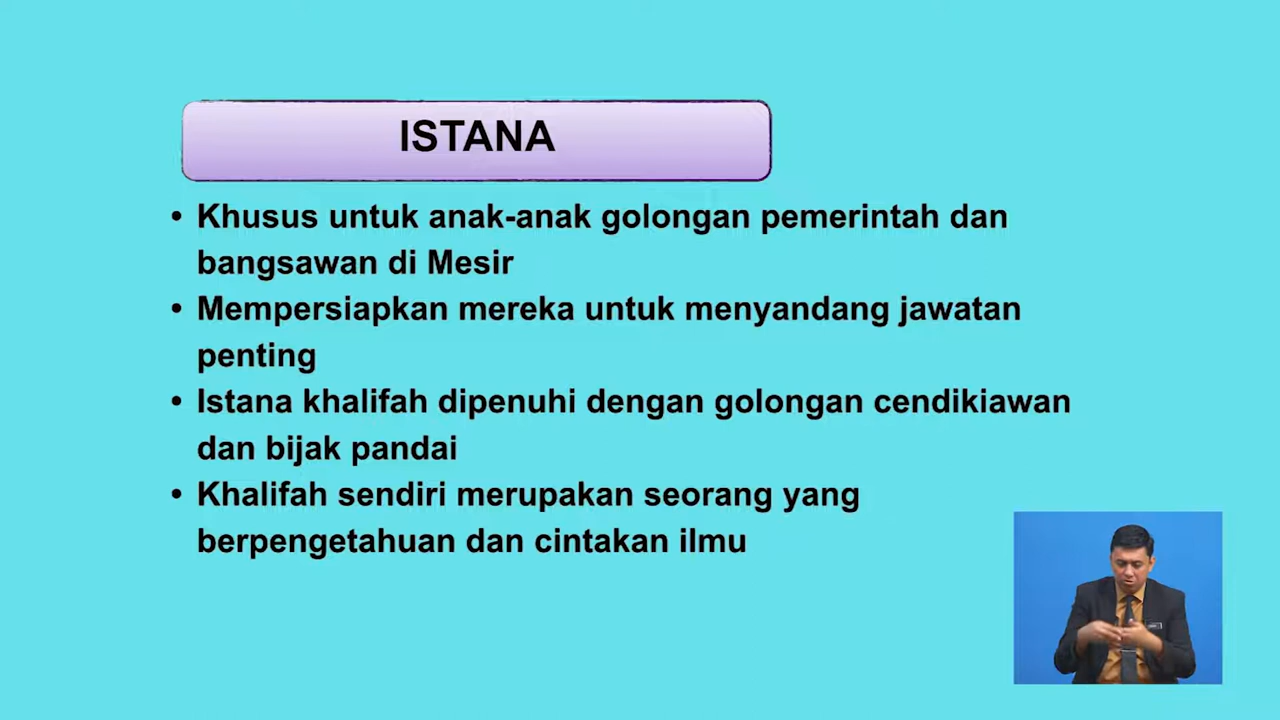 ISTANA
• Khusus untuk anak-anak golongan pemerintah dan
bangsawan di Mesir
• Mempersiapkan mereka untuk menyandang jawatan
penting
• Istana khalifah dipenuhi dengan golongan cendikiawan
dan bijak pandai
• Khalifah sendiri merupakan seorang yang
berpengetahuan dan cintakan ilmu